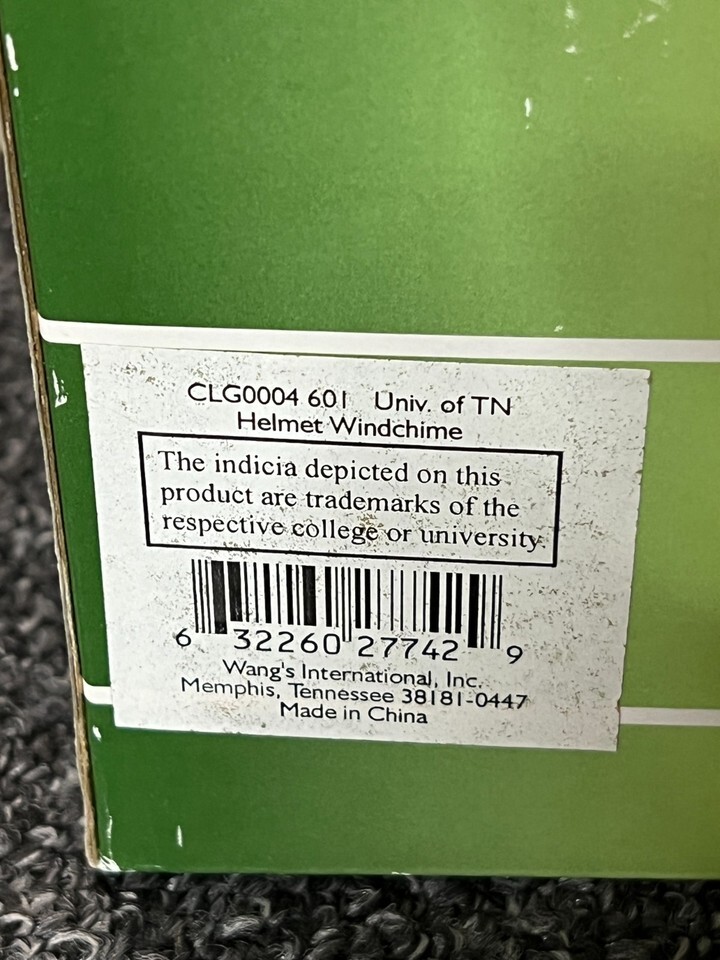 CLG0004 601 Univ. of TN
Helmet Windchime
The indicia depicted on this
product are trademarks of the
respective college or university.
6 32260 27742 9
Wang's International, Inc.
Memphis, Tennessee 38181-0447
Made in China